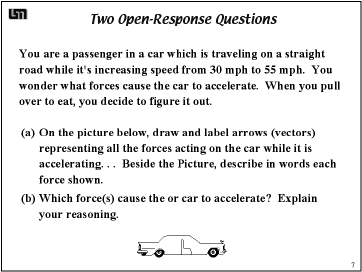 Two Open-Response Questions
You are a passenger in a car which is traveling on a straight
road while it's increasing speed from 30 mph to 55 mph. You
wonder what forces cause the car to accelerate. When you pull
over to eat, you decide to figure it out.
(a) On the picture below, draw and label arrows (vectors)
representing all the forces acting on the car while it is
accelerating. . . Beside the Picture, describe in words each
force shown.
(b) Which force(s) cause the or car to accelerate? Explain
your reasoning.
7